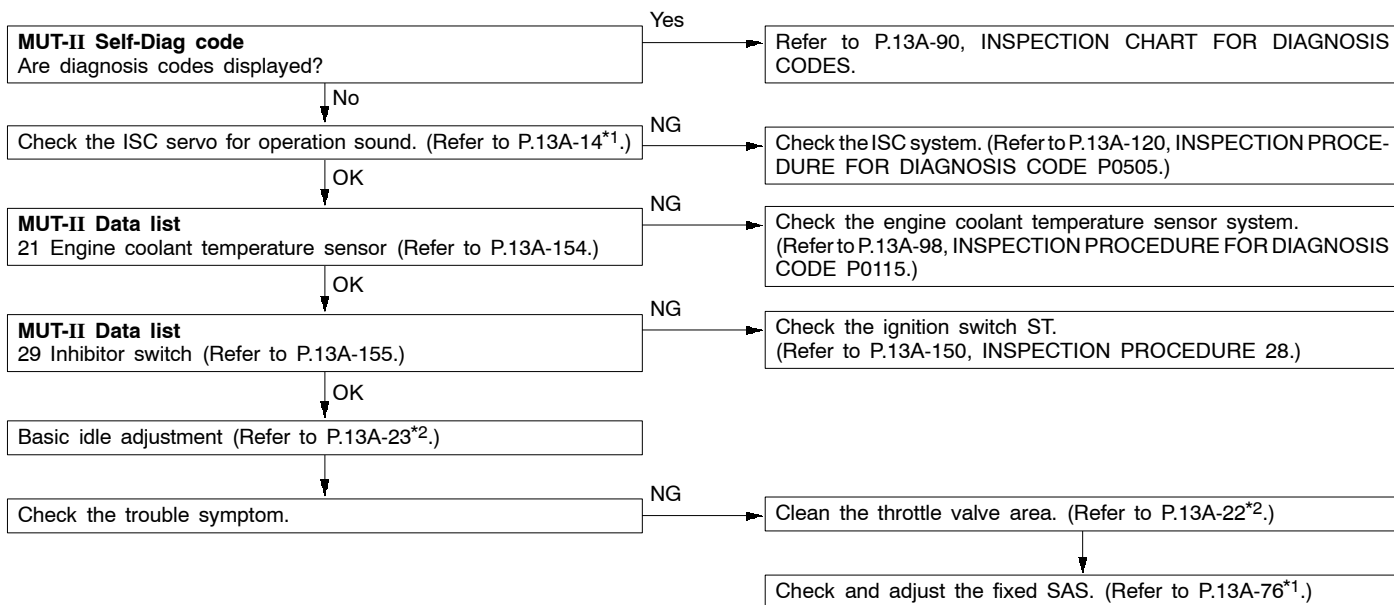 Yes
MUT-II Self-Diag code
Are diagnosis codes displayed?
Refer to P.13A-90, INSPECTION CHART FOR DIAGNOSIS
CODES.
No
Check the ISC servo for operation sound. (Refer to P.13A-14*1.)
NG
Check the ISC system. (Refer to P.13A-120, INSPECTION PROCE-
DURE FOR DIAGNOSIS CODE P0505.)
OK
MUT-II Data list
21 Engine coolant temperature sensor (Refer to P.13A-154.)
NG
Check the engine coolant temperature sensor system.
(Refer to P.13A-98, INSPECTION PROCEDURE FOR DIAGNOSIS
CODE P0115.)
OK
MUT-II Data list
29 Inhibitor switch (Refer to P.13A-155.)
NG
Check the ignition switch ST.
(Refer to P.13A-150, INSPECTION PROCEDURE 28.)
OK
Basic idle adjustment (Refer to P.13A-23*2.)
Check the trouble symptom.
NG
Clean the throttle valve area. (Refer to P.13A-22*2.)
Check and adjust the fixed SAS. (Refer to P.13A-76*1.)